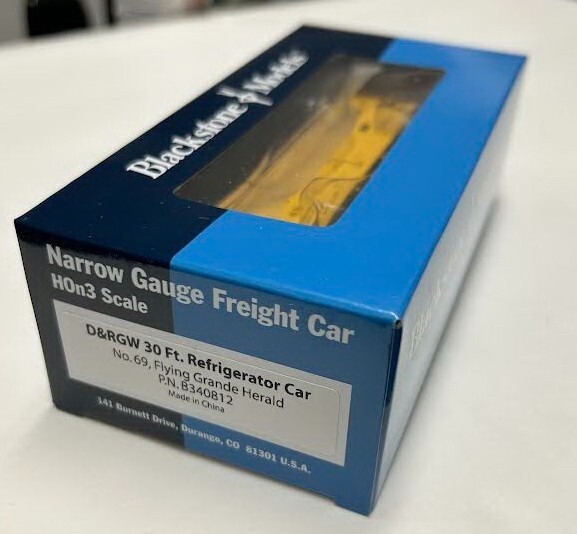 Blackstone Models
Narrow Gauge Freight Car
HOn3 Scale
D&RGW 30 Ft. Refrigerator Car
No. 69, Flying Grande Herald
P.N. B340812
Made in China
141 Burnett Drive, Durango, CO 81301 U.S.A.